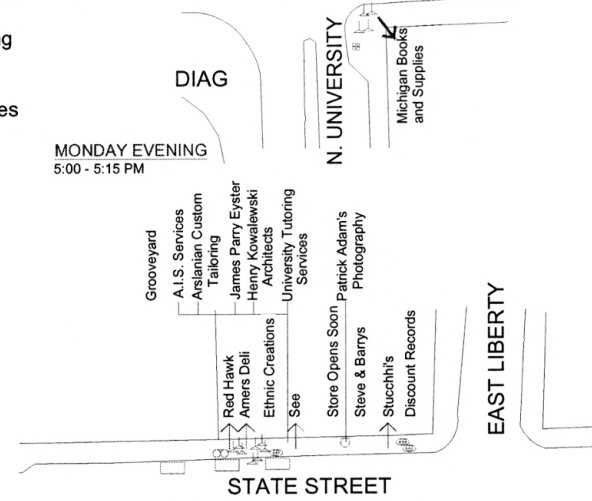 g
es
DIAG
N. UNIVERSITY
Michigan Books
and Supplies
MONDAY EVENING
5:00 - 5:15 PM
Grooveyard
A.I.S. Services
Arslanian Custom
Tailoring
James Parry Eyster
Henry Kowalewski
Architects
University Tutoring
Services
Patrick Adam's
Photography
Red Hawk
Amers Deli
Ethnic Creations
See
Store Opens Soon
Steve & Barrys
Stucchhi's
Discount Records
EAST LIBERTY
STATE STREET